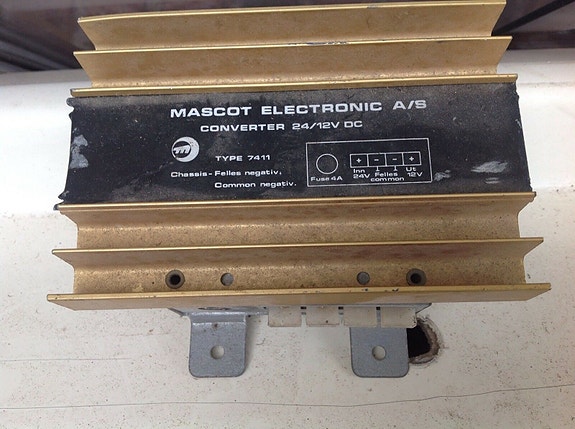 MASCOT ELECTRONIC A/S
CONVERTER 24/12V DC
m
TYPE 7411
Chassis-Felles negativ,
Common negativ.
Fuse 4A
+ - - +
Inn Felles Ut
24V common 12V